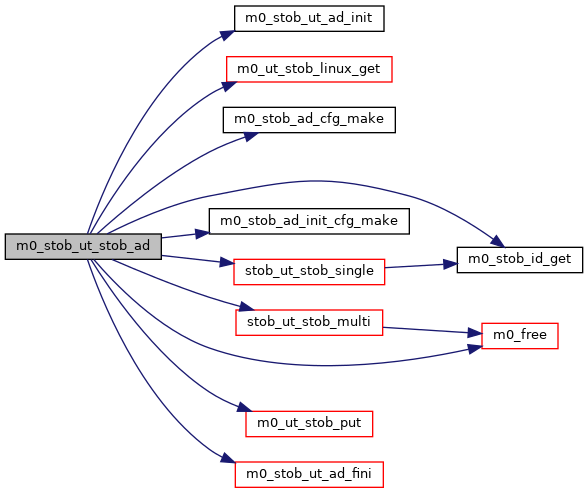 m0_stob_ut_ad_init
m0_ut_stob_linux_get
m0_stob_ad_cfg_make
m0_stob_ad_init_cfg_make
m0_stob_ut_stob_ad
m0_stob_id_get
stob_ut_stob_single
stob_ut_stob_multi
m0_free
m0_ut_stob_put
m0_stob_ut_ad_fini